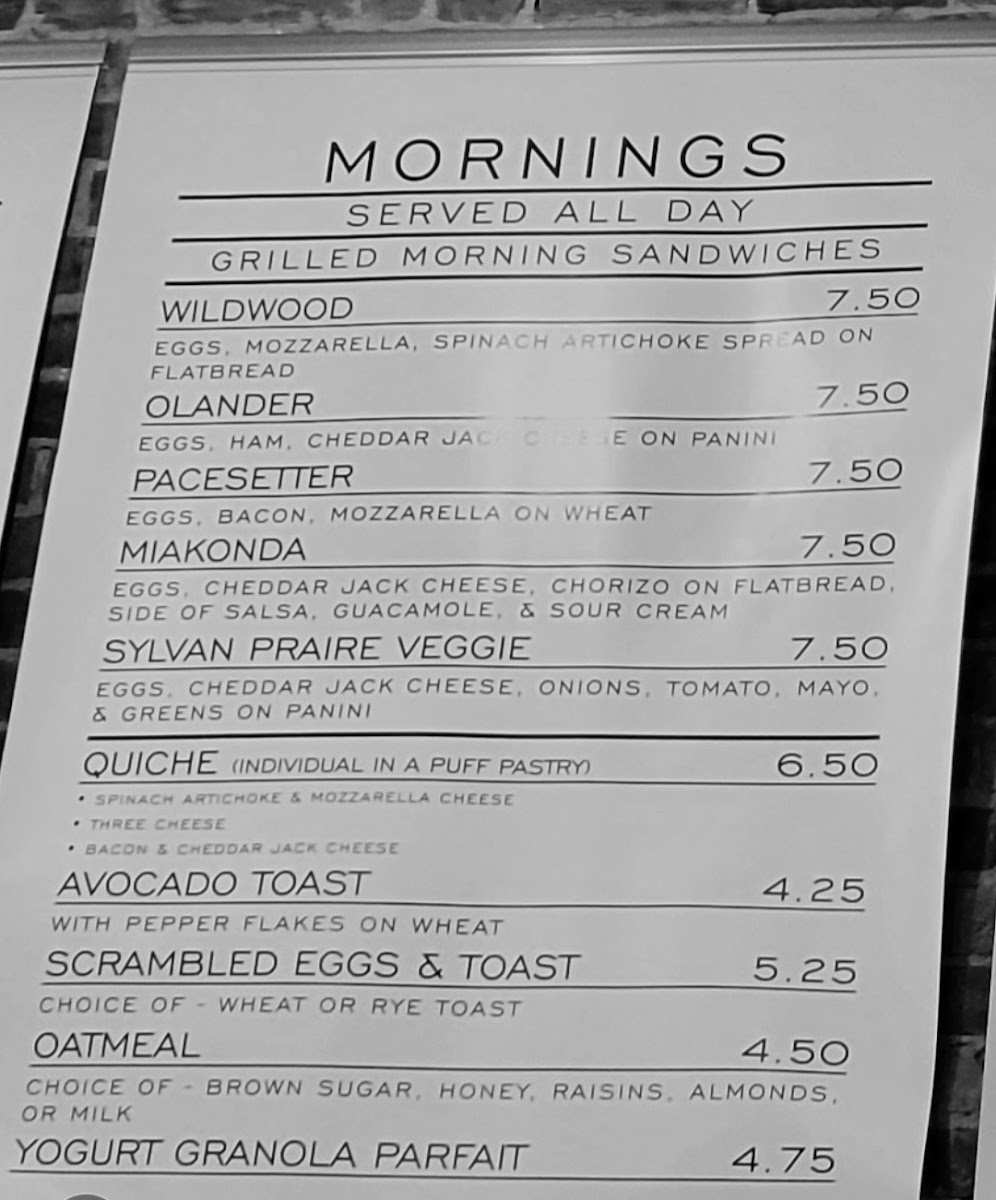 MORNINGS
SERVED ALL DAY
GRILLED MORNING SANDWICHES
WILDWOOD 7.50
EGGS, MOZZARELLA, SPINACH ARTICHOKE SPREAD ON
FLATBREAD
OLANDER 7.50
EGGS, HAM, CHEDDAR JACK CHEESE ON PANINI
PACESETTER 7.50
EGGS, BACON, MOZZARELLA ON WHEAT
MIAKONDA 7.50
EGGS, CHEDDAR JACK CHEESE, CHORIZO ON FLATBREAD,
SIDE OF SALSA, GUACAMOLE, & SOUR CREAM
SYLVAN PRAIRE VEGGIE 7.50
EGGS, CHEDDAR JACK CHEESE, ONIONS, TOMATO, MAYO,
& GREENS ON PANINI
QUICHE (INDIVIDUAL IN A PUFF PASTRY) 6.50
• SPINACH ARTICHOKE & MOZZARELLA CHEESE
• THREE CHEESE
• BACON & CHEDDAR JACK CHEESE
AVOCADO TOAST 4.25
WITH PEPPER FLAKES ON WHEAT
SCRAMBLED EGGS & TOAST 5.25
CHOICE OF - WHEAT OR RYE TOAST
OATMEAL 4.50
CHOICE OF - BROWN SUGAR, HONEY, RAISINS, ALMONDS,
OR MILK
YOGURT GRANOLA PARFAIT 4.75